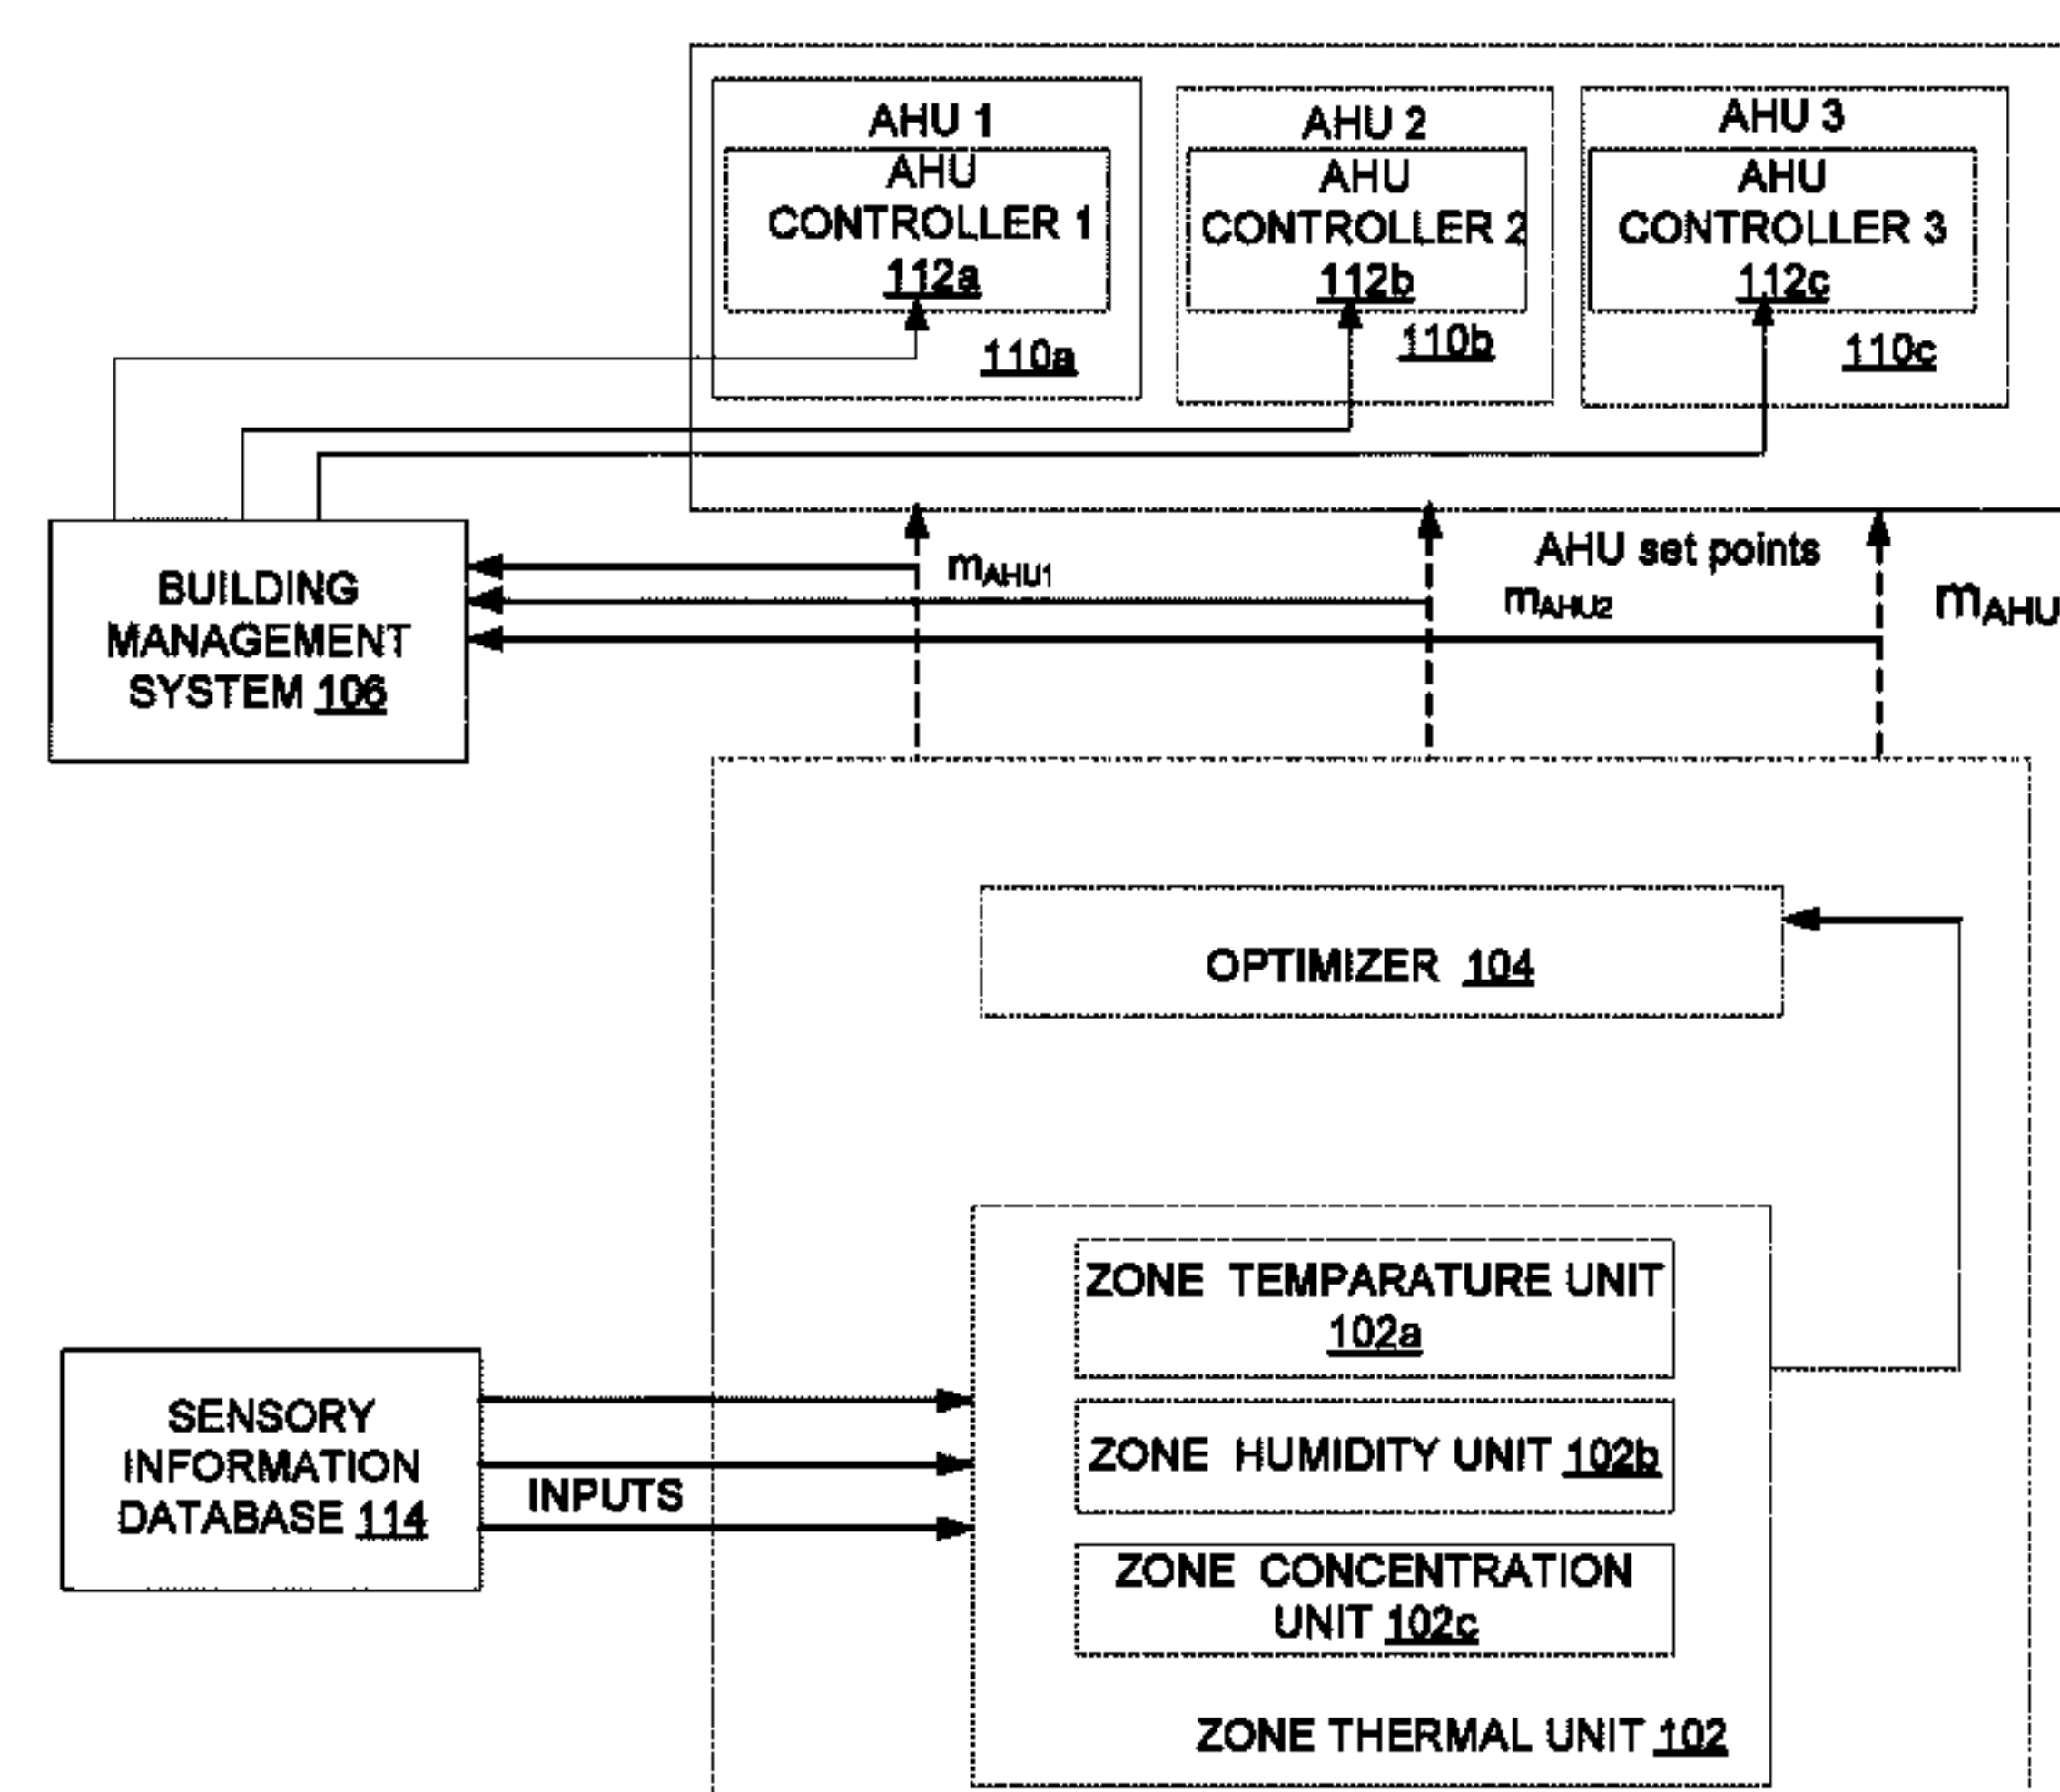 AHU 1
AHU
CONTROLLER 1
112a
110a
AHU 2
AHU
CONTROLLER 2
112b
110b
AHU 3
AHU
CONTROLLER 3
112c
110c
BUILDING
MANAGEMENT
SYSTEM 106
mAHU1
AHU set points
mAHU2
mAHU
OPTIMIZER 104
ZONE TEMPARATURE UNIT
102a
ZONE HUMIDITY UNIT 102b
ZONE CONCENTRATION
UNIT 102c
ZONE THERMAL UNIT 102
SENSORY
INFORMATION
DATABASE 114
INPUTS